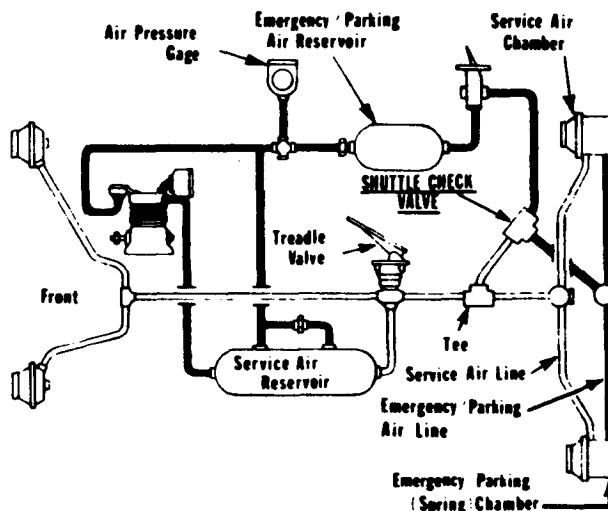 Air Pressure
Gage
Emergency/Parking
Air Reservoir
Service Air
Chamber
SHUTTLE CHECK
VALVE
Treadle
Valve
Front
Tee
Service Air
Reservoir
Service Air Line
Emergency/Parking
Air Line
Emergency Parking
(Spring) Chamber